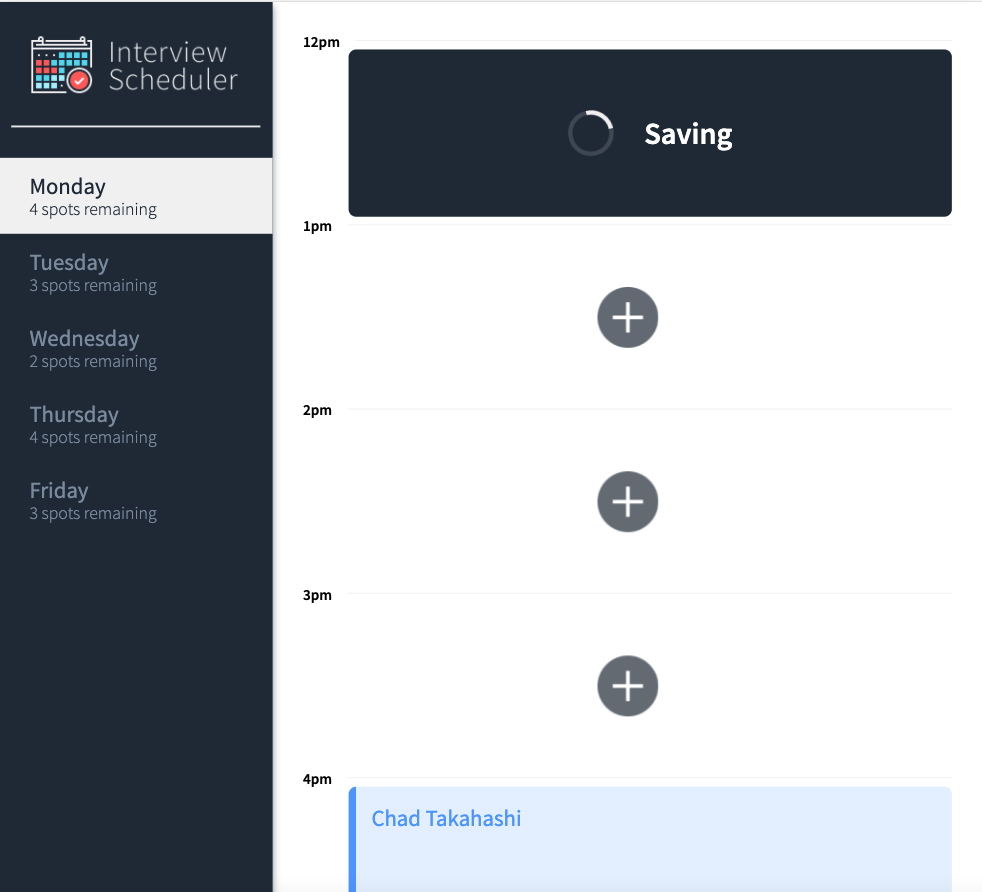 Interview
Scheduler
Monday
4 spots remaining
Tuesday
3 spots remaining
Wednesday
2 spots remaining
Thursday
4 spots remaining
Friday
3 spots remaining
12pm
Saving
1pm
2pm
3pm
4pm
Chad Takahashi